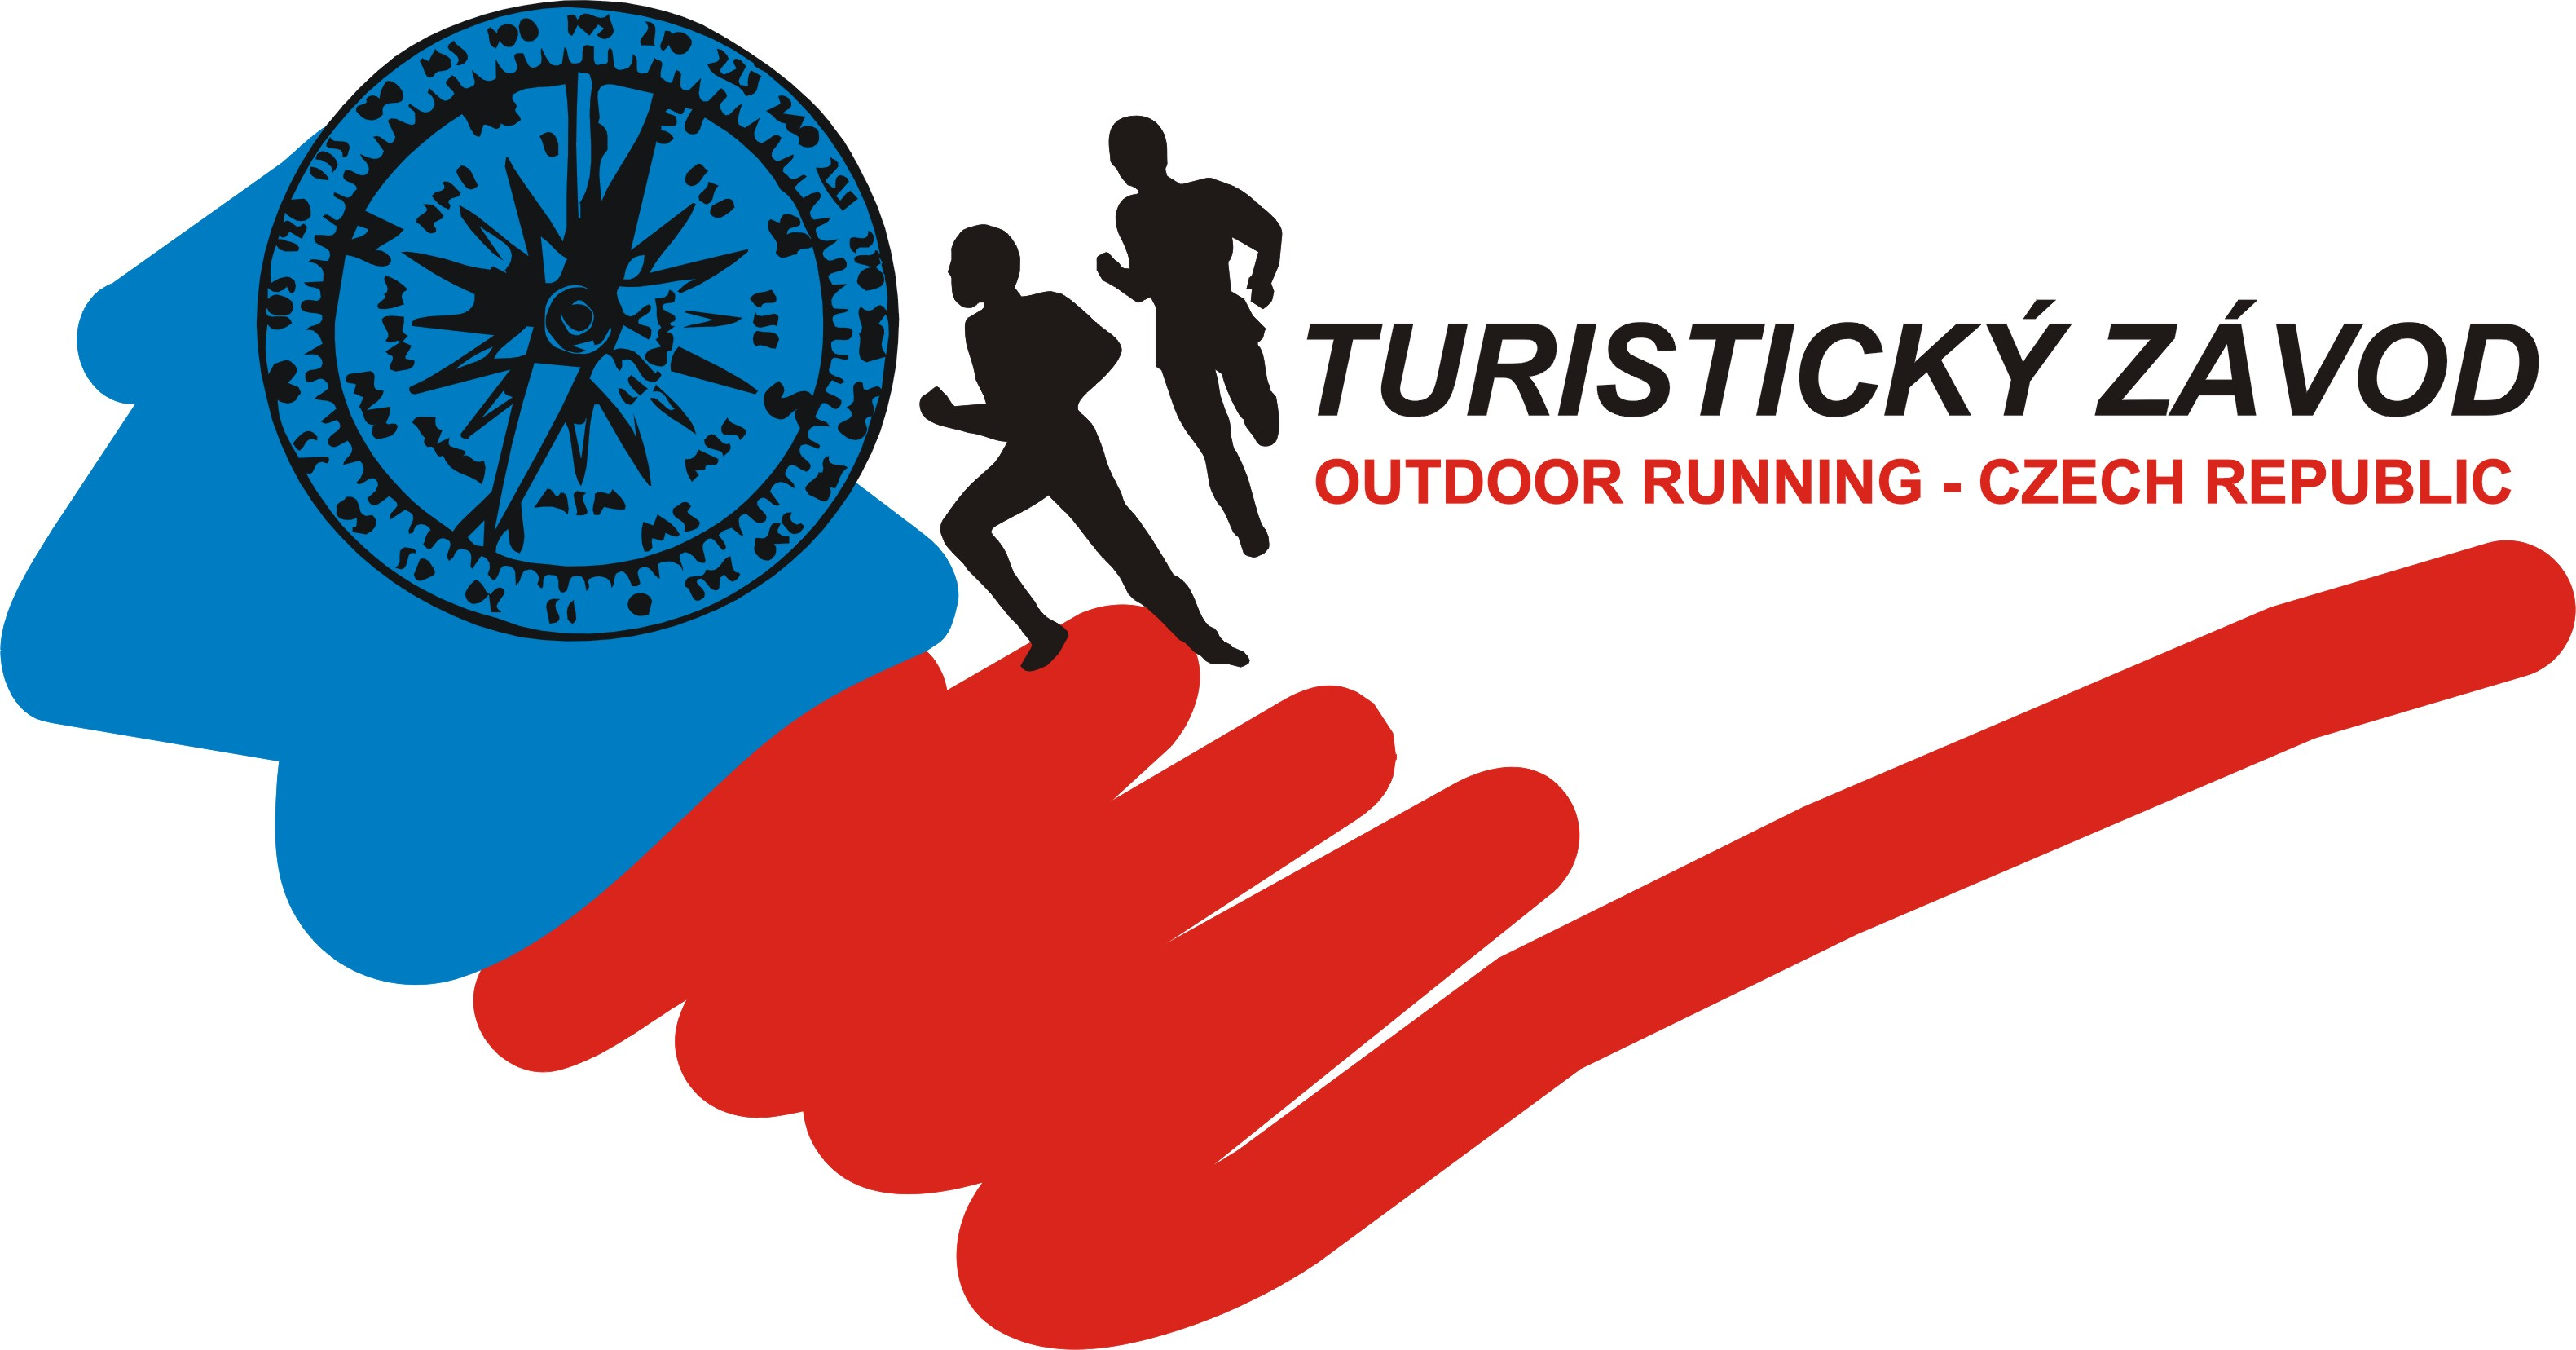 TURISTICKÝ ZÁVOD
OUTDOOR RUNNING - CZECH REPUBLIC